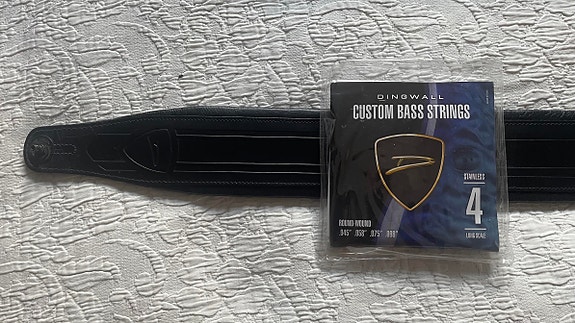 DINGWALL
CUSTOM BASS STRINGS
D
STAINLESS
4
LONG SCALE
ROUND WOUND
.045" .058" .075" .098"